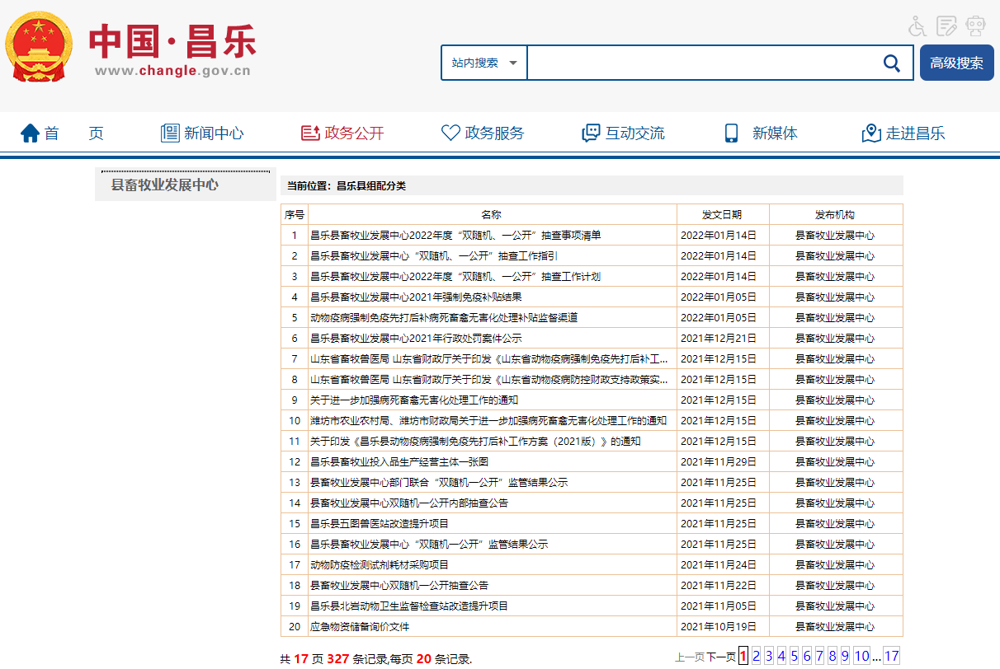 中国·昌乐
www.changle.gov.cn
站内搜索
高级搜索
首 页 新闻中心 政务公开 政务服务 互动交流 新媒体 走进昌乐
县畜牧业发展中心
当前位置：昌乐县组配分类
序号 名称 发文日期 发布机构
1 昌乐县畜牧业发展中心2022年度“双随机、一公开”抽查事项清单 2022年01月14日 县畜牧业发展中心
2 昌乐县畜牧业发展中心“双随机、一公开”抽查工作指引 2022年01月14日 县畜牧业发展中心
3 昌乐县畜牧业发展中心2022年度“双随机、一公开”抽查工作计划 2022年01月14日 县畜牧业发展中心
4 昌乐县畜牧业发展中心2021年强制免疫补贴结果 2022年01月05日 县畜牧业发展中心
5 动物疫病强制免疫先打后补病死畜禽无害化处理补贴监督渠道 2022年01月05日 县畜牧业发展中心
6 昌乐县畜牧业发展中心2021年行政处罚案件公示 2021年12月21日 县畜牧业发展中心
7 山东省畜牧兽医局 山东省财政厅关于印发《山东省动物疫病强制免疫先打后补工... 2021年12月15日 县畜牧业发展中心
8 山东省畜牧兽医局 山东省财政厅关于印发《山东省动物疫病防控财政支持政策实... 2021年12月15日 县畜牧业发展中心
9 关于进一步加强病死畜禽无害化处理工作的通知 2021年12月15日 县畜牧业发展中心
10 潍坊市农业农村局、潍坊市财政局关于进一步加强病死畜禽无害化处理工作的通知 2021年12月15日 县畜牧业发展中心
11 关于印发《昌乐县动物疫病强制免疫先打后补工作方案（2021版）》的通知 2021年12月15日 县畜牧业发展中心
12 昌乐县畜牧业投入品生产经营主体一张图 2021年11月29日 县畜牧业发展中心
13 县畜牧业发展中心部门联合“双随机一公开”监管结果公示 2021年11月25日 县畜牧业发展中心
14 县畜牧业发展中心双随机一公开内部抽查公告 2021年11月25日 县畜牧业发展中心
15 昌乐县五图兽医站改造提升项目 2021年11月25日 县畜牧业发展中心
16 昌乐县畜牧业发展中心“双随机一公开”监管结果公示 2021年11月25日 县畜牧业发展中心
17 动物防疫检测试剂耗材采购项目 2021年11月24日 县畜牧业发展中心
18 县畜牧业发展中心双随机一公开抽查公告 2021年11月22日 县畜牧业发展中心
19 昌乐县北岩动物卫生监督检查站改造提升项目 2021年11月05日 县畜牧业发展中心
20 应急物资储备询价文件 2021年10月19日 县畜牧业发展中心
共 17 页 327 条记录,每页 20 条记录. 上一页 下一页 1 2 3 4 5 6 7 8 9 10 ... 17